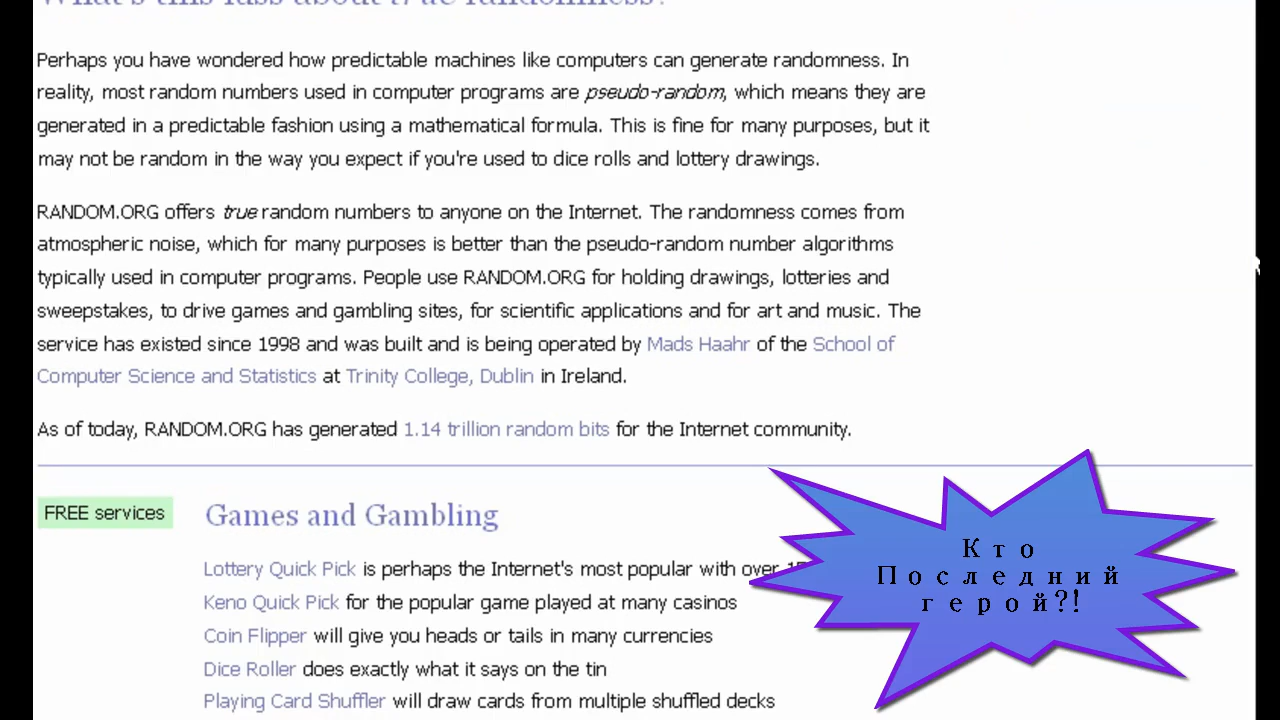 What's this fuss about true randomness?
Perhaps you have wondered how predictable machines like computers can generate randomness. In
reality, most random numbers used in computer programs are pseudo-random, which means they are
generated in a predictable fashion using a mathematical formula. This is fine for many purposes, but it
may not be random in the way you expect if you're used to dice rolls and lottery drawings.
RANDOM.ORG offers true random numbers to anyone on the Internet. The randomness comes from
atmospheric noise, which for many purposes is better than the pseudo-random number algorithms
typically used in computer programs. People use RANDOM.ORG for holding drawings, lotteries and
sweepstakes, to drive games and gambling sites, for scientific applications and for art and music. The
service has existed since 1998 and was built and is being operated by Mads Haahr of the School of
Computer Science and Statistics at Trinity College, Dublin in Ireland.
As of today, RANDOM.ORG has generated 1.14 trillion random bits for the Internet community.
FREE services
Games and Gambling
Lottery Quick Pick is perhaps the Internet's most popular with over
Keno Quick Pick for the popular game played at many casinos
Coin Flipper will give you heads or tails in many currencies
Dice Roller does exactly what it says on the tin
Playing Card Shuffler will draw cards from multiple shuffled decks
Кто
Последний
герой?!